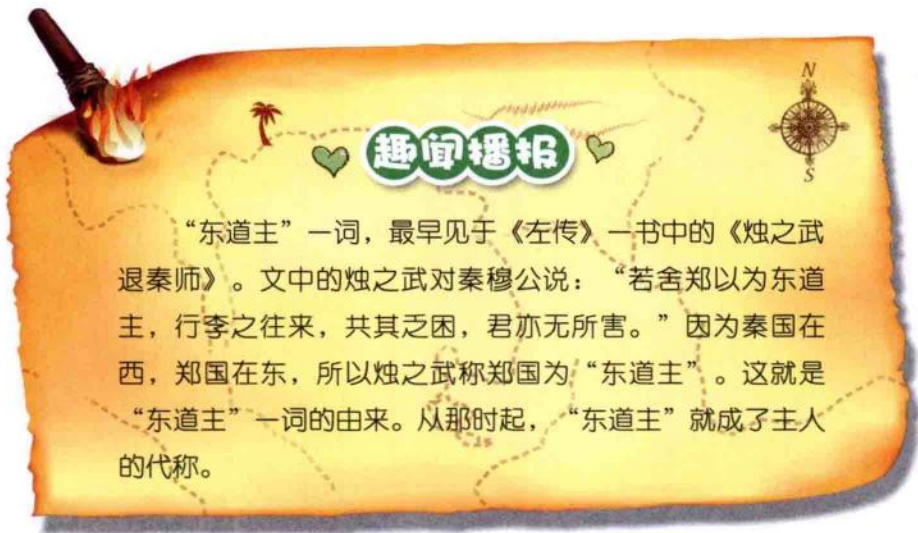 N
S
趣闻播报
“东道主”一词，最早见于《左传》一书中的《烛之武
退秦师》。文中的烛之武对秦穆公说：“若舍郑以为东道
主，行李之往来，共其乏困，君亦无所害。”因为秦国在
西，郑国在东，所以烛之武称郑国为“东道主”。这就是
“东道主”一词的由来。从那时起，“东道主”就成了主人
的代称。